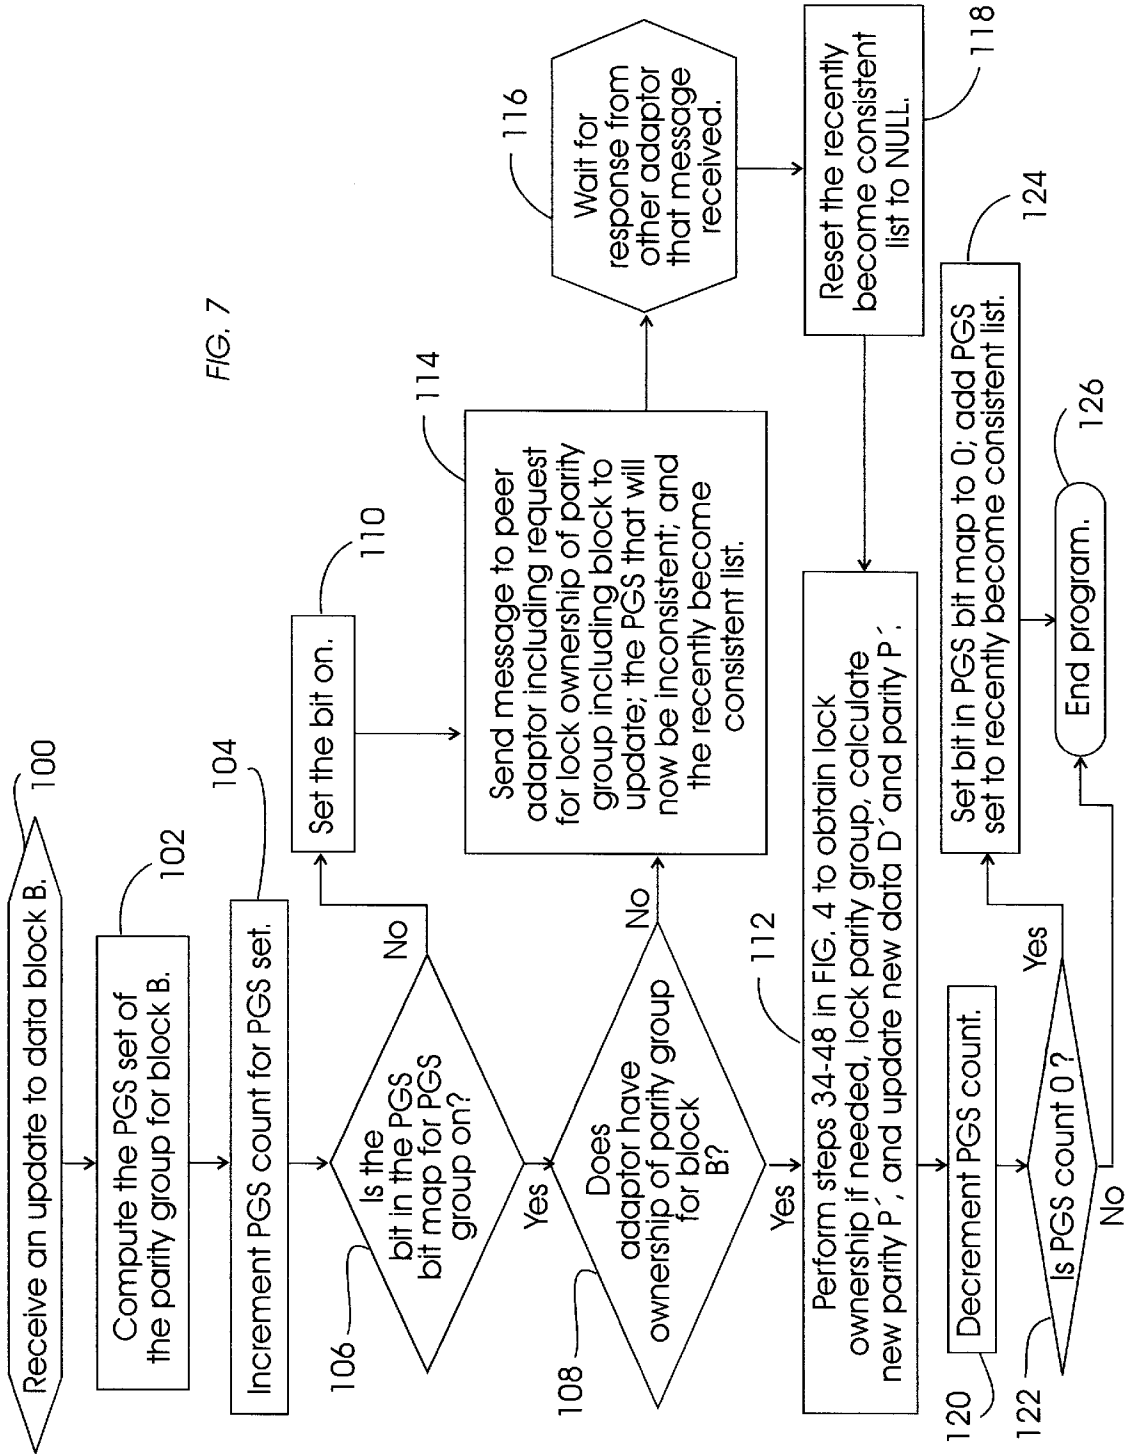 FIG. 7
100
Receive an update to data block B.
102
Compute the PGS set of
the parity group for block B.
104
Increment PGS count for PGS set.
106
Is the
bit in the PGS
bit map for PGS
group on?
No
Yes
110
Set the bit on.
108
Does
adaptor have
ownership of parity group
for block
B?
No
Yes
114
Send message to peer
adaptor including request
for lock ownership of parity
group including block to
update; the PGS that will
now be inconsistent; and
the recently become
consistent list.
116
Wait for
response from
other adaptor
that message
received.
118
Reset the recently
become consistent
list to NULL.
112
Perform steps 34-48 in FIG. 4 to obtain lock
ownership if needed, lock parity group, calculate
new parity P´, and update new data D´ and parity P´.
120
Decrement PGS count.
122
Is PGS count 0 ?
Yes
No
124
Set bit in PGS bit map to 0; add PGS
set to recently become consistent list.
126
End program.